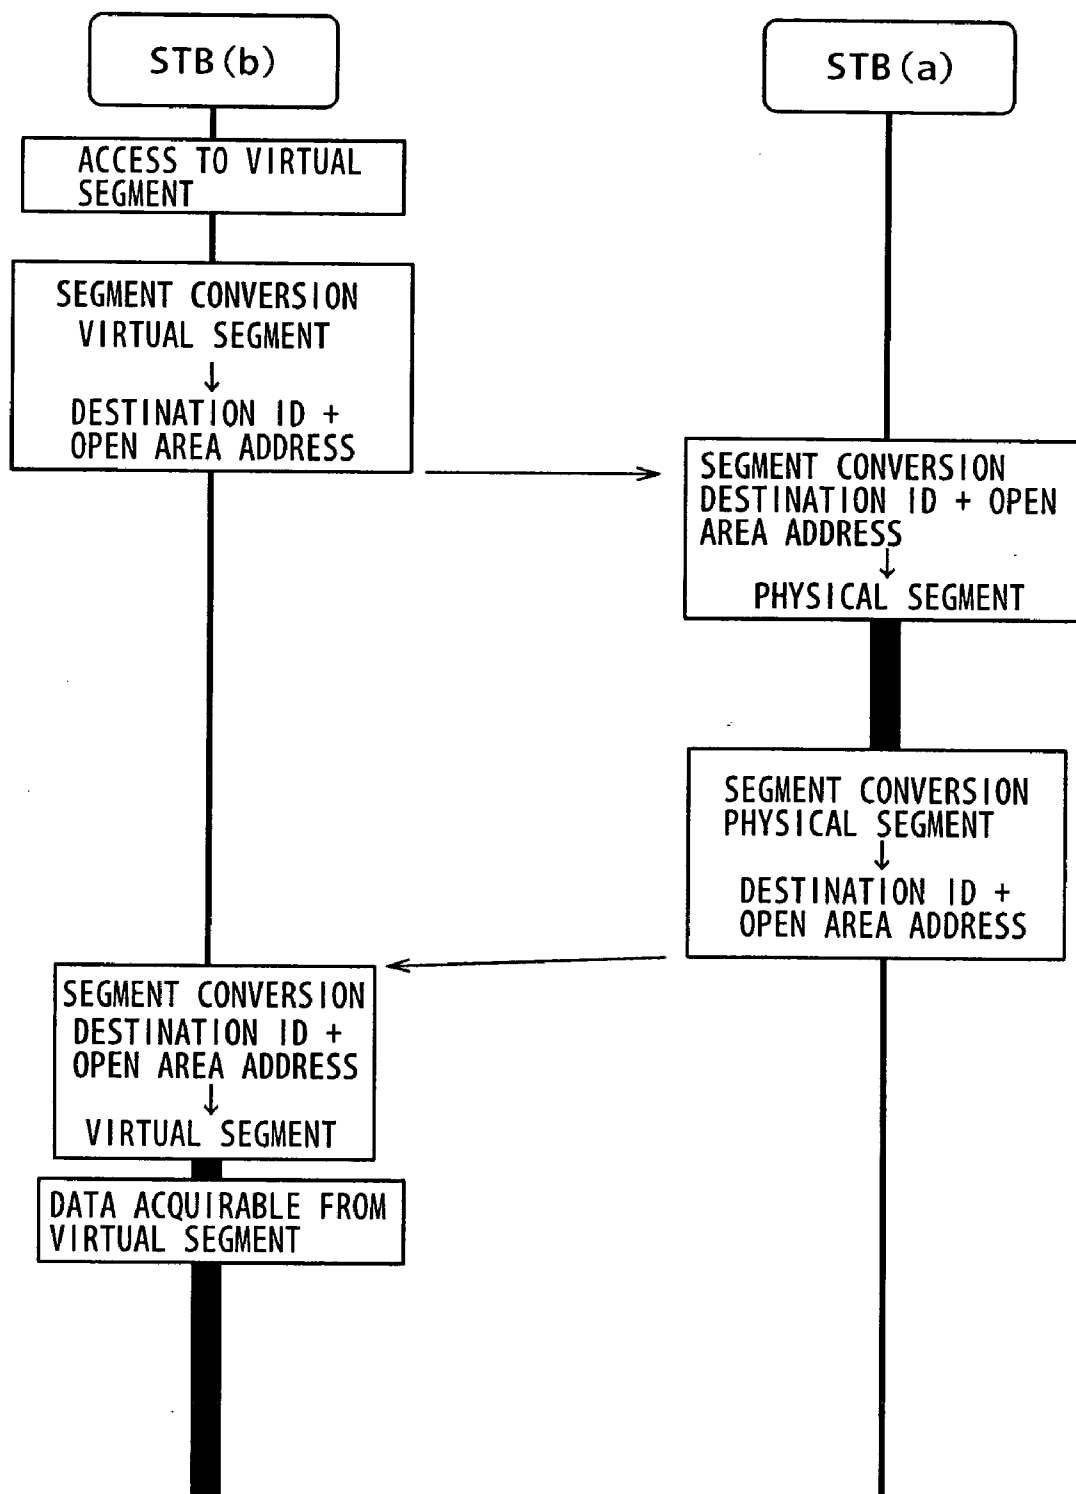 STB(b)
STB(a)
ACCESS TO VIRTUAL
SEGMENT
SEGMENT CONVERSION
VIRTUAL SEGMENT
↓
DESTINATION ID +
OPEN AREA ADDRESS
SEGMENT CONVERSION
DESTINATION ID + OPEN
AREA ADDRESS
↓
PHYSICAL SEGMENT
SEGMENT CONVERSION
PHYSICAL SEGMENT
↓
DESTINATION ID +
OPEN AREA ADDRESS
SEGMENT CONVERSION
DESTINATION ID +
OPEN AREA ADDRESS
↓
VIRTUAL SEGMENT
DATA ACQUIRABLE FROM
VIRTUAL SEGMENT